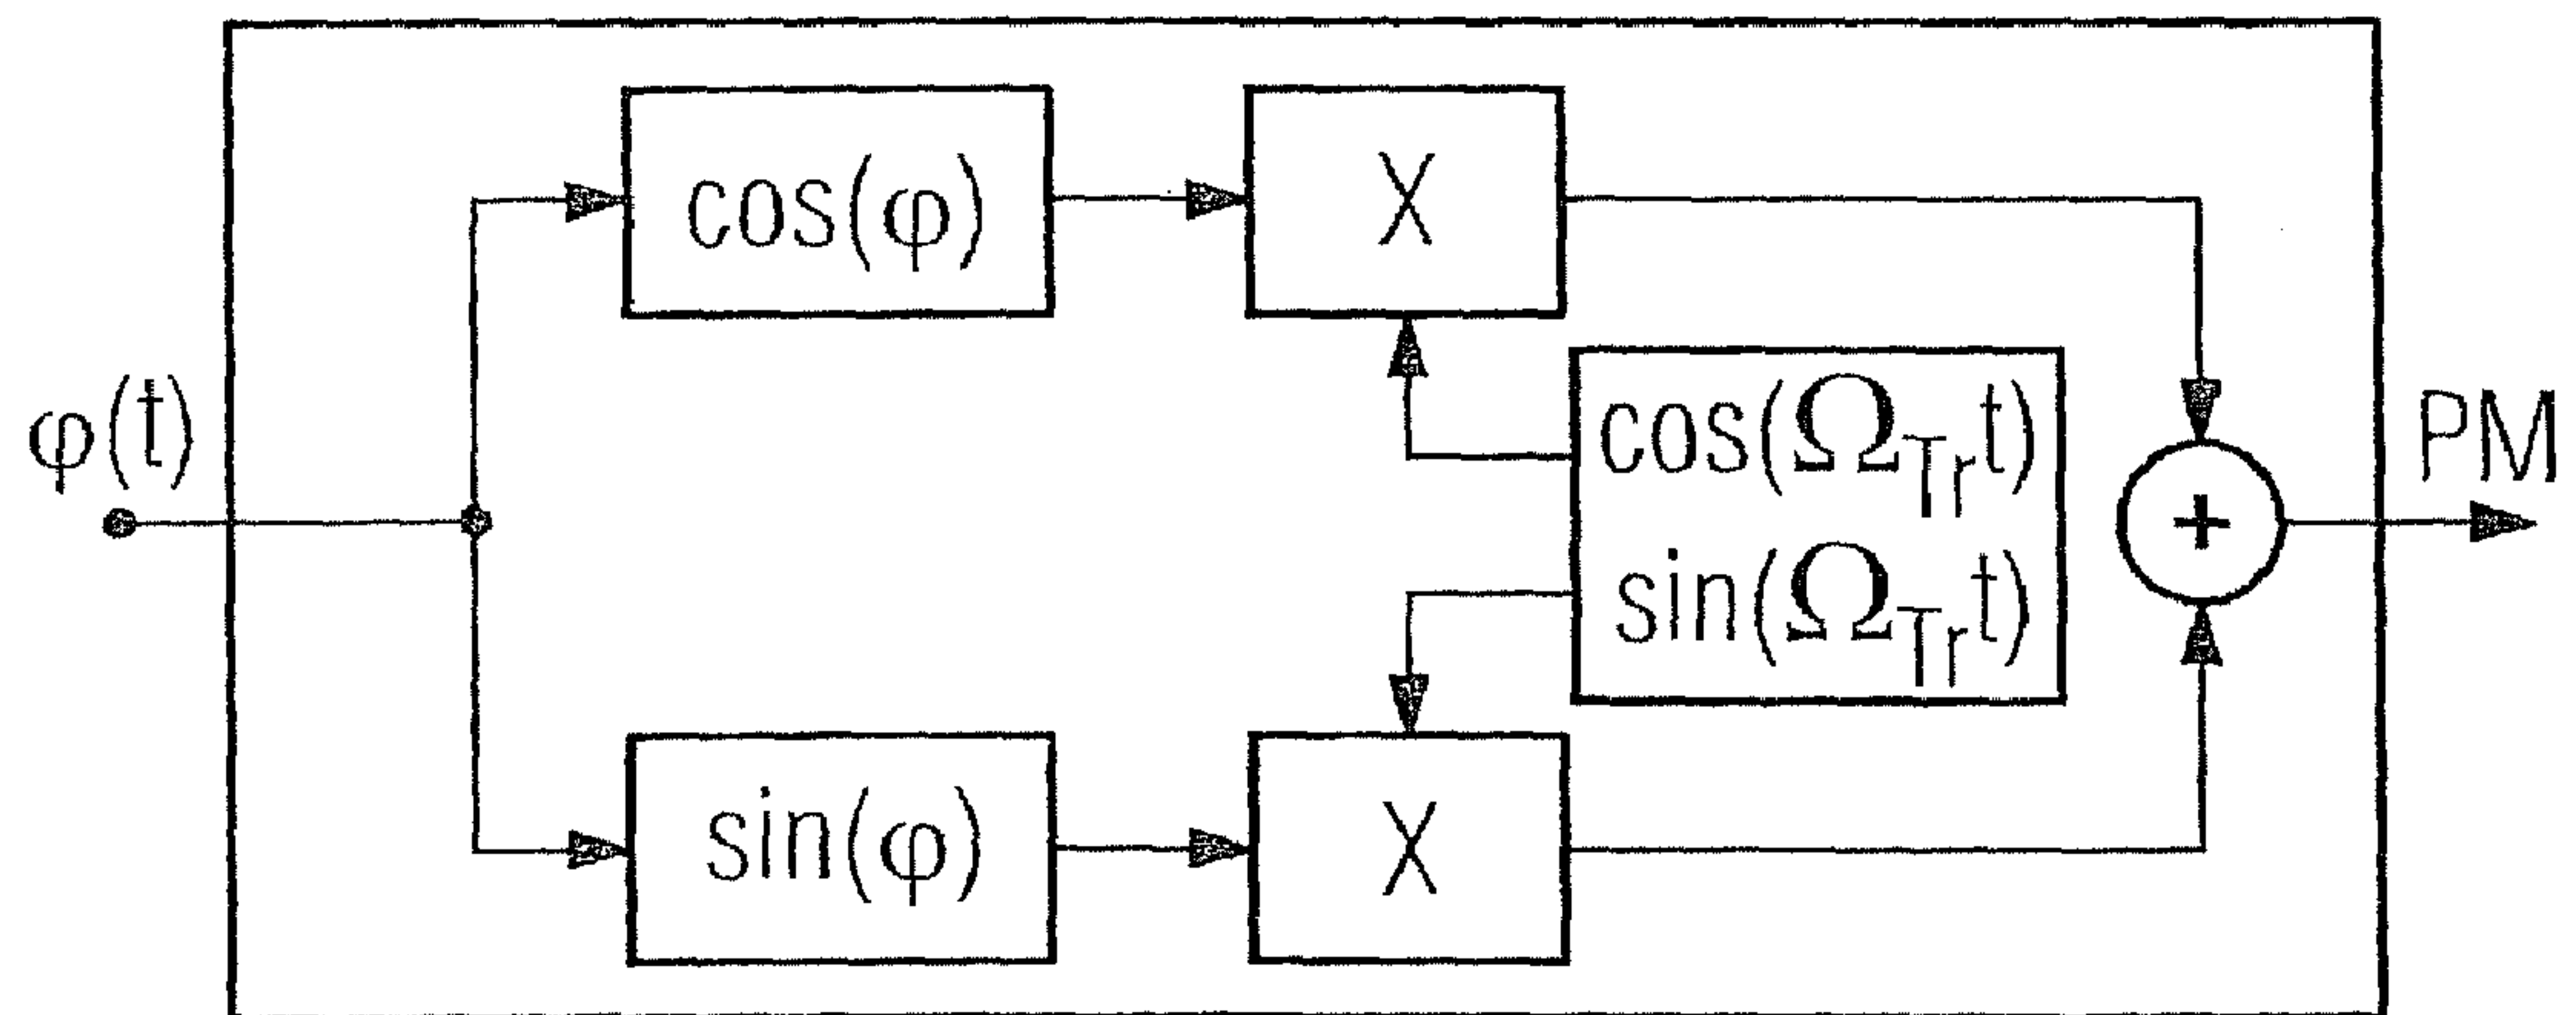 cos(φ)
X
φ(t)
cos(Ω_Tr t)
PM
+
sin(Ω_Tr t)
sin(φ)
X